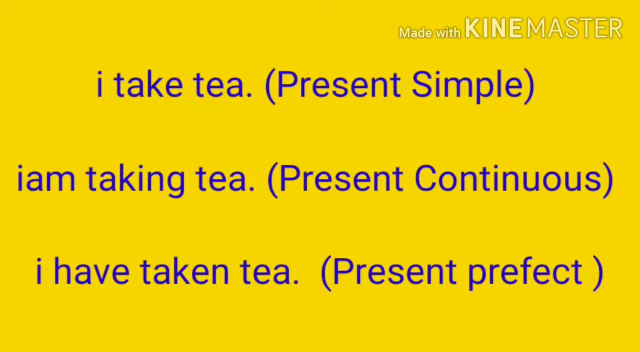 Made with KINEMASTER
i take tea. (Present Simple)
iam taking tea. (Present Continuous)
i have taken tea.  (Present prefect )